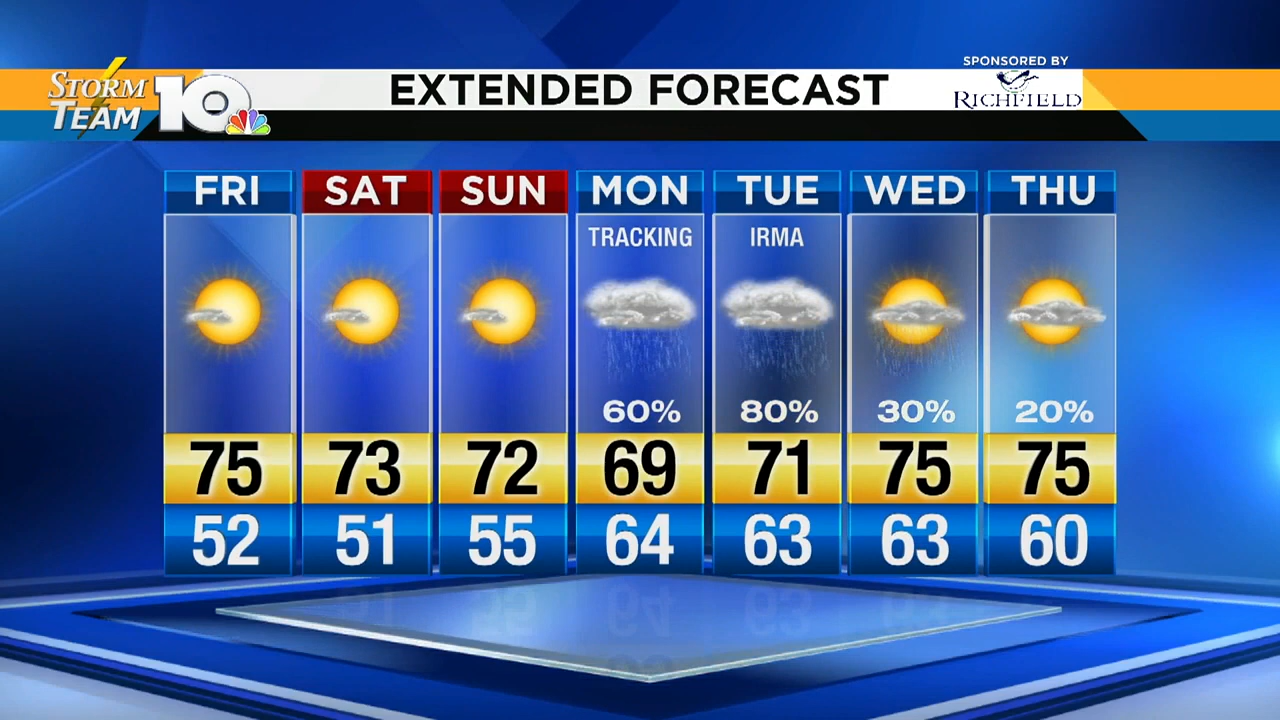 STORM
TEAM
10
EXTENDED FORECAST
SPONSORED BY
RICHFIELD
FRI SAT SUN MON TUE WED THU
TRACKING IRMA
60% 80% 30% 20%
75 73 72 69 71 75 75
52 51 55 64 63 63 60